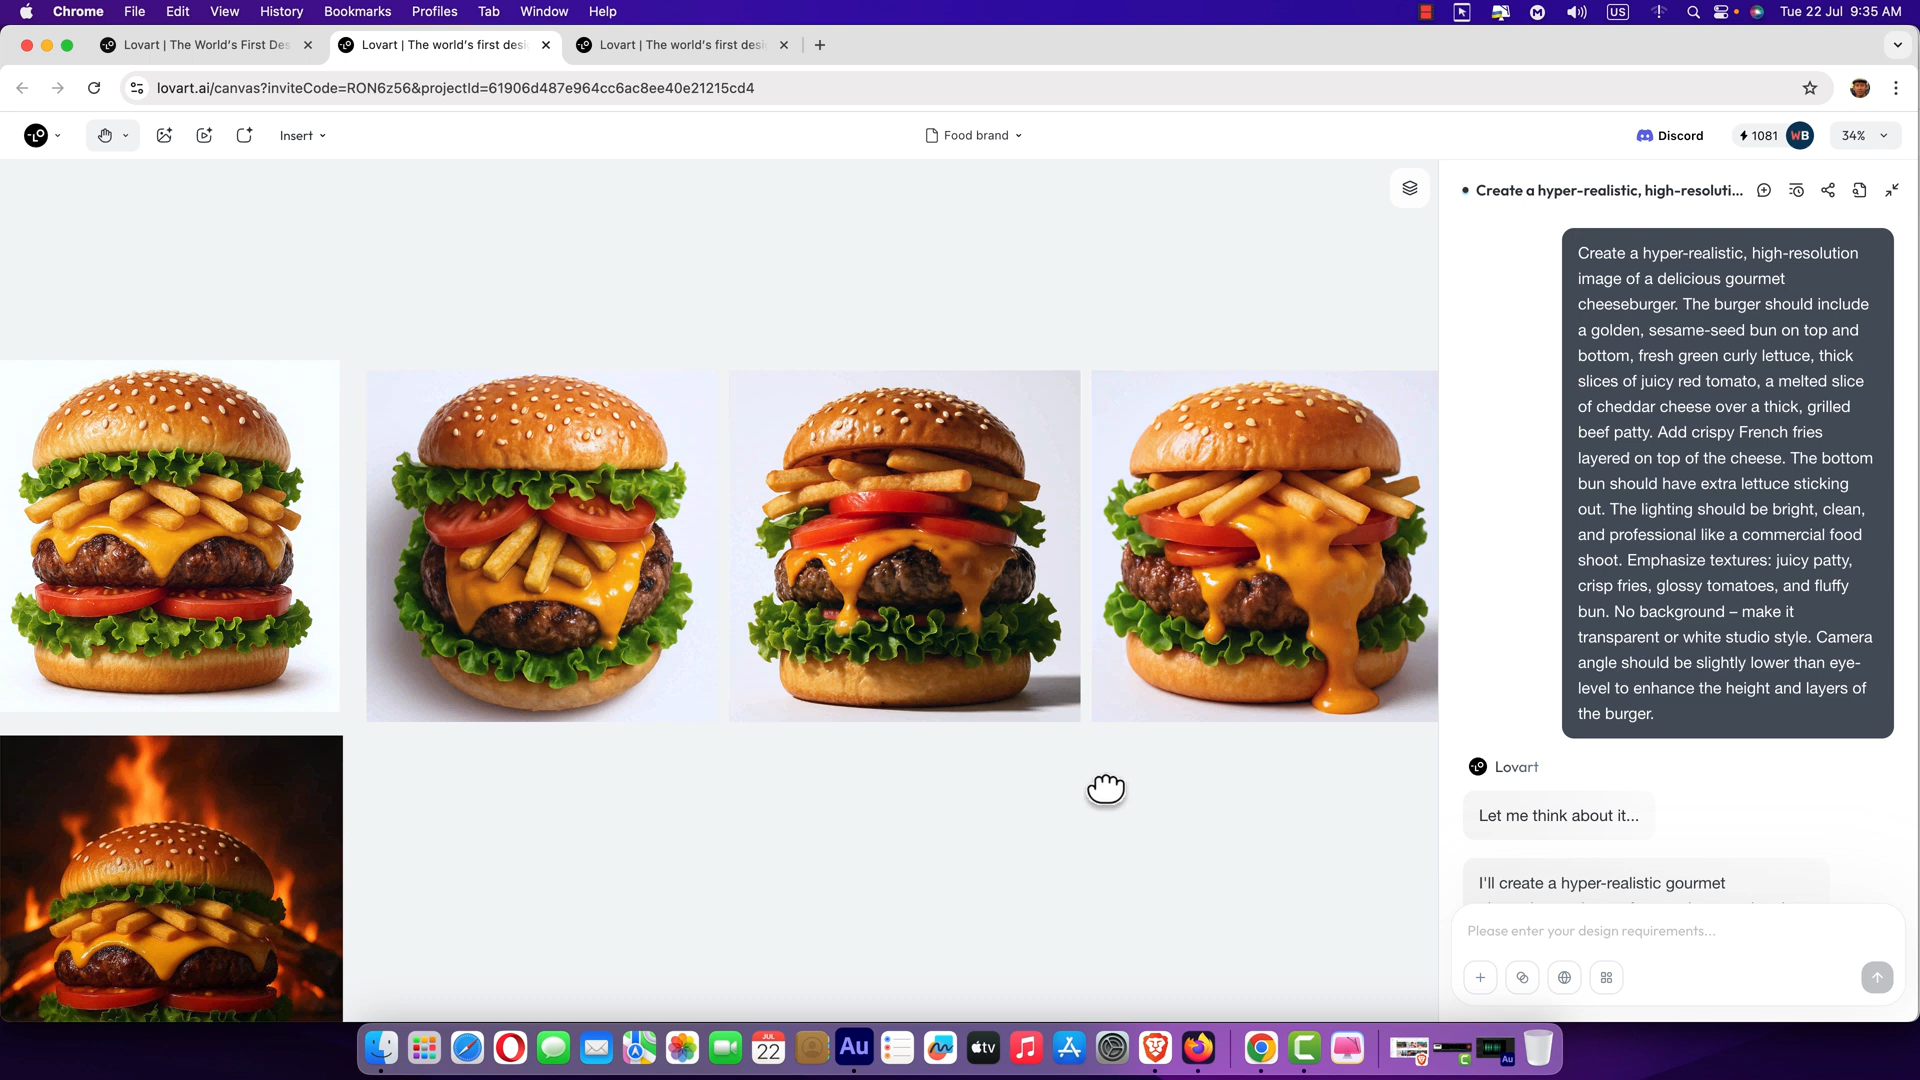 Chrome File Edit View History Bookmarks Profiles Tab Window Help US Tue 22 Jul 9:35 AM
Lovart | The World's First Des Lovart | The world's first desi Lovart | The world's first desi
lovart.ai/canvas?inviteCode=RON6z56&projectId=61906d487e964cc6ac8ee40e21215cd4
Insert Food brand Discord 1081 WB 34%
Create a hyper-realistic, high-resoluti...
Create a hyper-realistic, high-resolution
image of a delicious gourmet
cheeseburger. The burger should include
a golden, sesame-seed bun on top and
bottom, fresh green curly lettuce, thick
slices of juicy red tomato, a melted slice
of cheddar cheese over a thick, grilled
beef patty. Add crispy French fries
layered on top of the cheese. The bottom
bun should have extra lettuce sticking
out. The lighting should be bright, clean,
and professional like a commercial food
shoot. Emphasize textures: juicy patty,
crisp fries, glossy tomatoes, and fluffy
bun. No background – make it
transparent or white studio style. Camera
angle should be slightly lower than eye-
level to enhance the height and layers of
the burger.
Lovart
Let me think about it...
I'll create a hyper-realistic gourmet
Please enter your design requirements...
JUL
22
Au
tv
Au